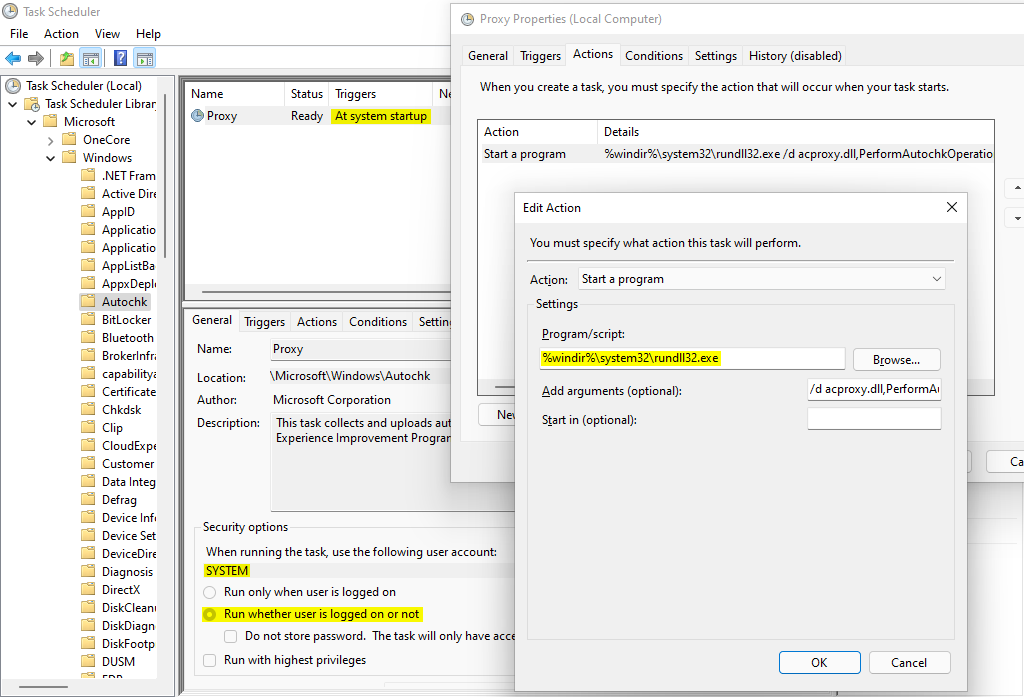 Task Scheduler
File Action View Help
Task Scheduler (Local)
Task Scheduler Library
Microsoft
OneCore
Windows
.NET Fram
Active Dire
AppID
Applicatio
Applicatio
AppListBa
AppxDepl
Autochk
BitLocker
Bluetooth
BrokerInfra
capability
Certificate
Chkdsk
Clip
CloudExpe
Customer
Data Integ
Defrag
Device Info
Device Set
DeviceDire
Diagnosis
DirectX
DiskCleanu
DiskDiagn
DiskFootp
DUSM
Name Status Triggers Ne
Proxy Ready At system startup
General Triggers Actions Conditions Settin
Name: Proxy
Location: \Microsoft\Windows\Autochk
Author: Microsoft Corporation
Description: This task collects and uploads aut
Experience Improvement Program
Security options
When running the task, use the following user account:
SYSTEM
Run only when user is logged on
Run whether user is logged on or not
Do not store password. The task will only have acce
Run with highest privileges
Proxy Properties (Local Computer)
General Triggers Actions Conditions Settings History (disabled)
When you create a task, you must specify the action that will occur when your task starts.
Action Details
Start a program %windir%\system32\rundll32.exe /d acproxy.dll,PerformAutochkOperatio
New
Ca
Edit Action
You must specify what action this task will perform.
Action: Start a program
Settings
Program/script:
%windir%\system32\rundll32.exe Browse...
Add arguments (optional): /d acproxy.dll,PerformAu
Start in (optional):
OK Cancel